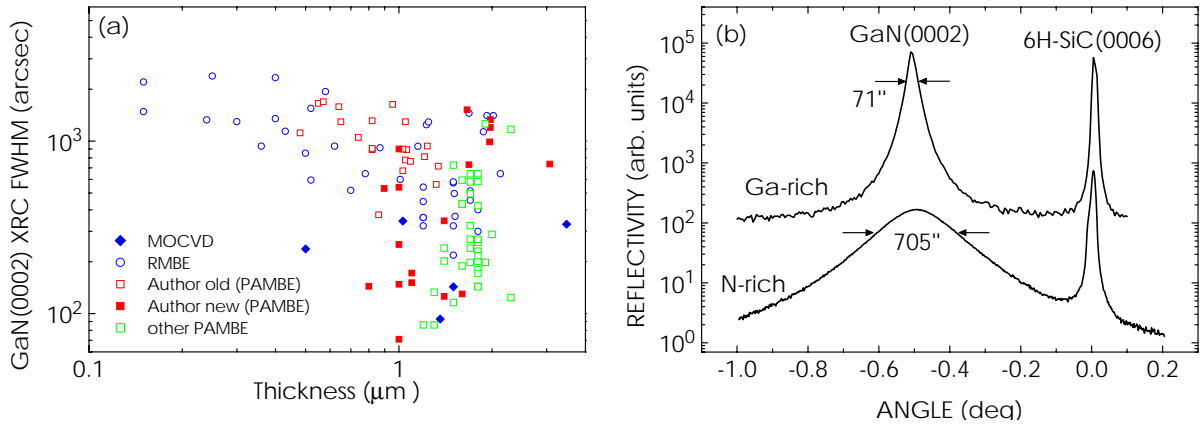 (a)
GaN(0002) XRC FWHM (arcsec)
10³
10²
MOCVD
RMBE
Author old (PAMBE)
Author new (PAMBE)
other PAMBE
0.1
1
10
Thickness (μm)
(b)
GaN(0002)
6H-SiC(0006)
71"
Ga-rich
705"
N-rich
REFLECTIVITY (arb. units)
10⁵
10⁴
10³
10²
10¹
10⁰
-1.0
-0.8
-0.6
-0.4
-0.2
0.0
0.2
ANGLE (deg)